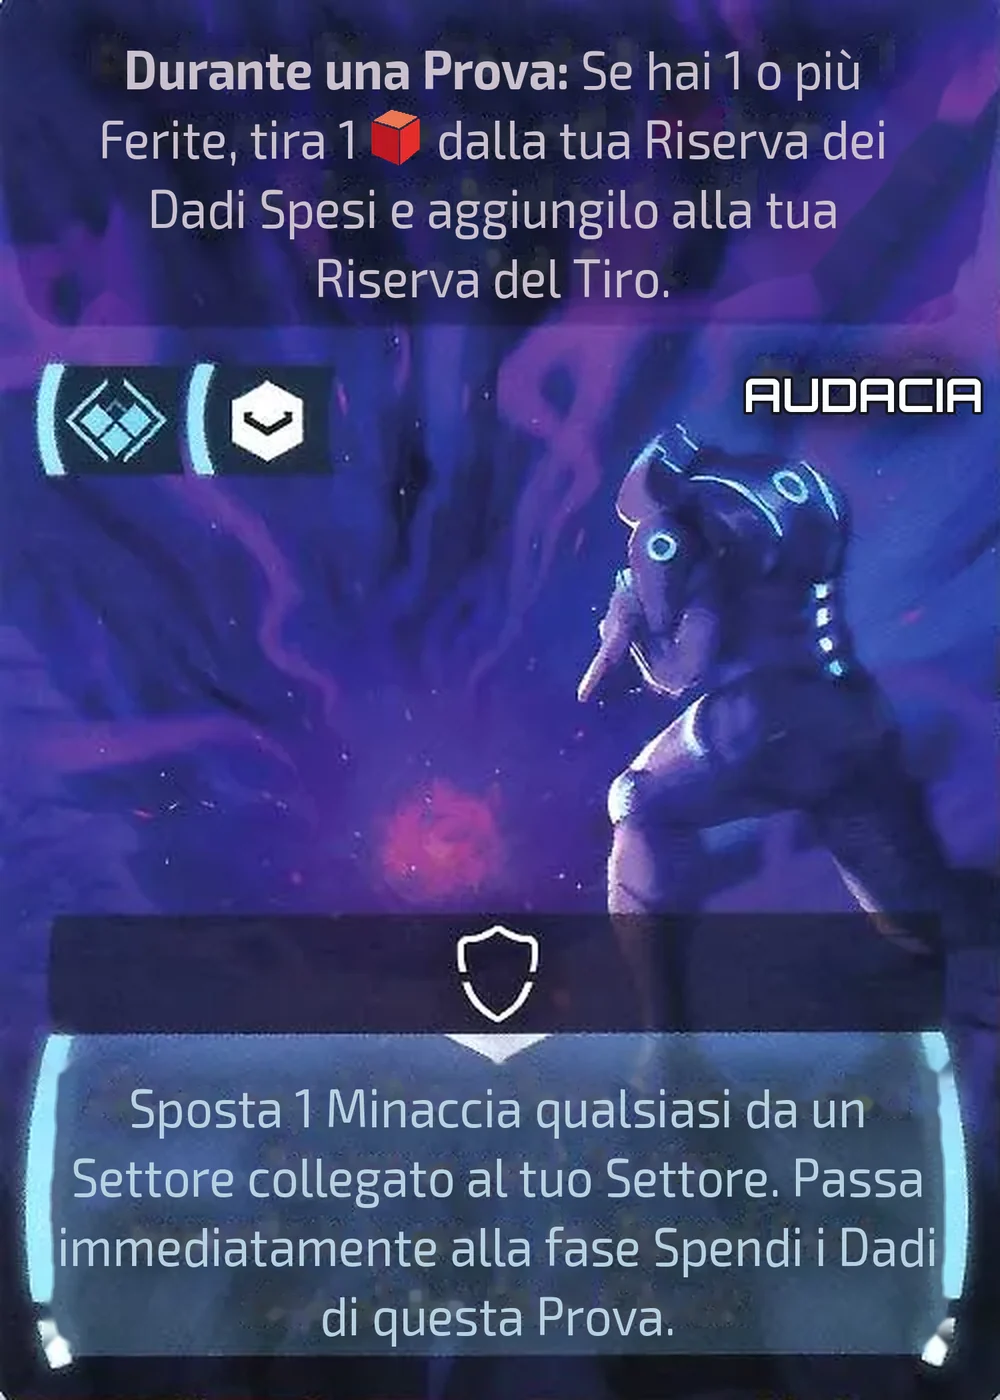 Durante una Prova: Se hai 1 o più
Ferite, tira 1 dalla tua Riserva dei
Dadi Spesi e aggiungilo alla tua
Riserva del Tiro.
AUDACIA
Sposta 1 Minaccia qualsiasi da un
Settore collegato al tuo Settore. Passa
immediatamente alla fase Spendi i Dadi
di questa Prova.